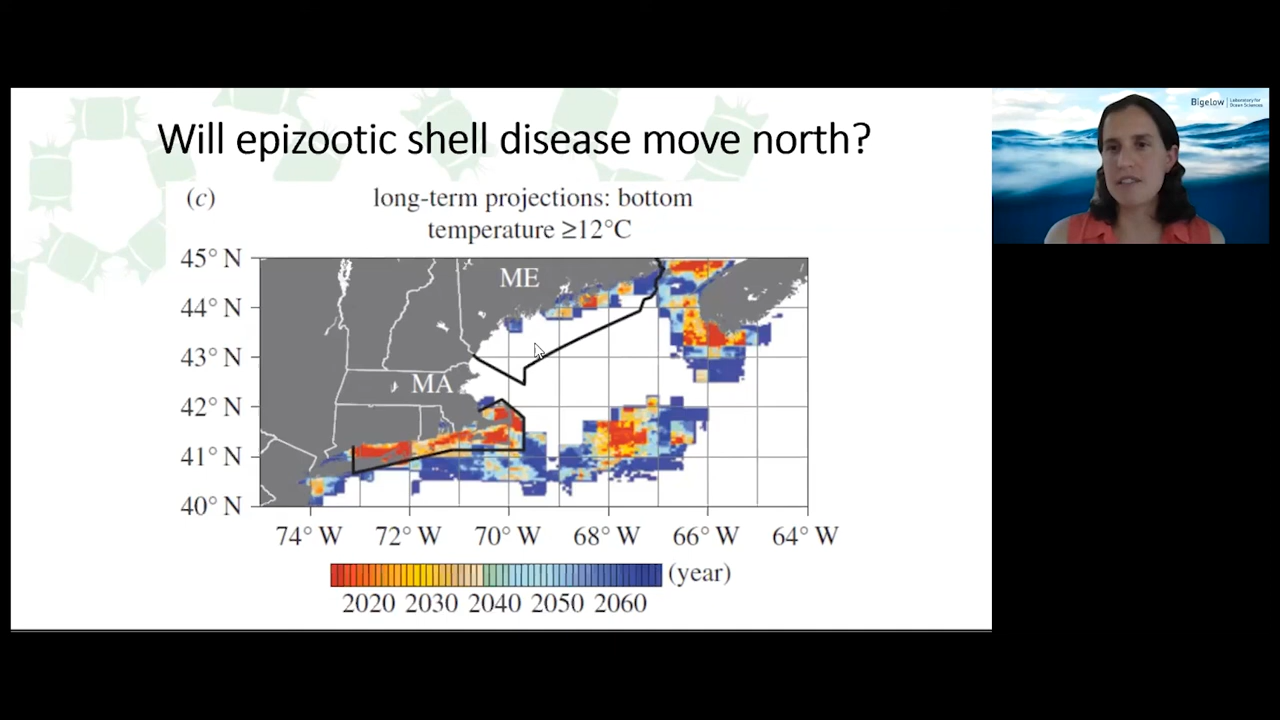 Will epizootic shell disease move north?
(c)
long-term projections: bottom
temperature ≥12°C
45° N
44° N
43° N
42° N
41° N
40° N
ME
MA
74° W 72° W 70° W 68° W 66° W 64° W
(year)
2020 2030 2040 2050 2060
Bigelow | Laboratory for
Ocean Sciences